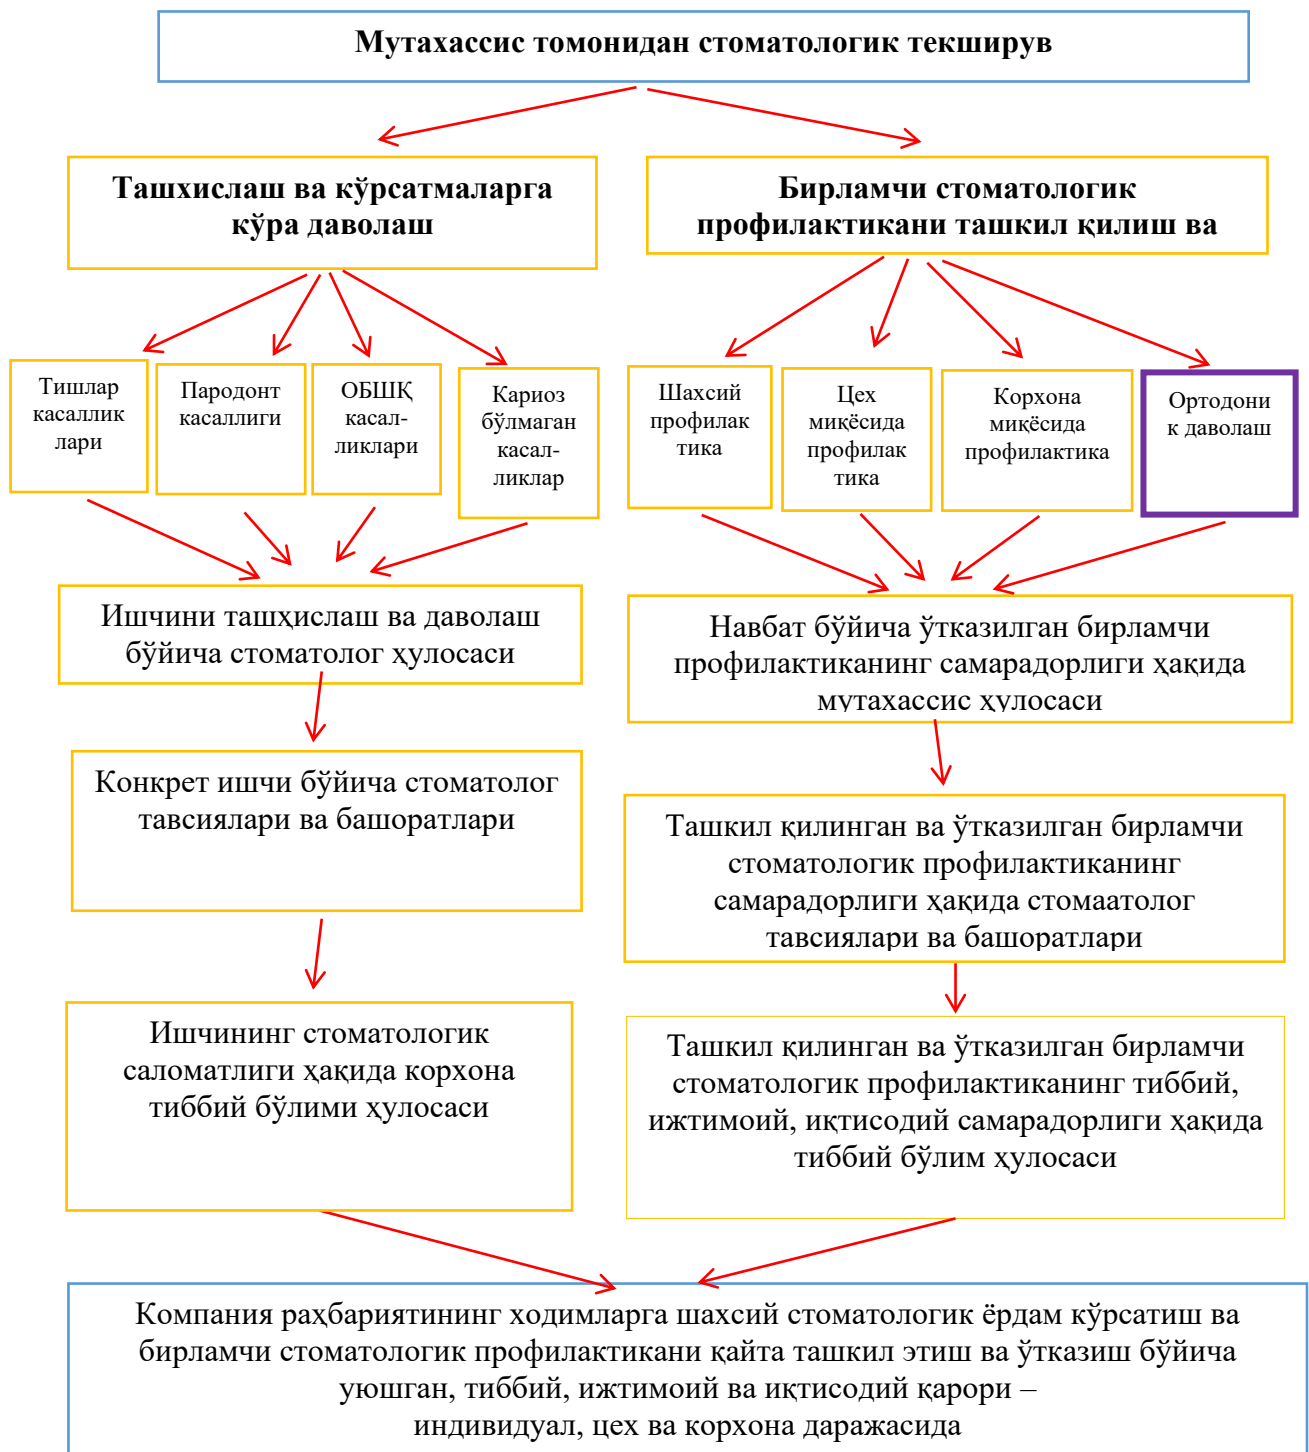 Мутахассис томонидан стоматологик текширув
Ташхислаш ва кўрсатмаларга
кўра даволаш
Бирламчи стоматологик
профилактикани ташкил қилиш ва
Тишлар
касаллик
лари
Пародонт
касаллиги
ОБШҚ
касал-
ликлари
Кариоз
бўлмаган
касал-
ликлар
Шахсий
профилак
тика
Цех
миқёсида
профилак
тика
Корхона
миқёсида
профилактика
Ортодони
к даволаш
Ишчини ташҳислаш ва даволаш
бўйича стоматолог ҳулосаси
Навбат бўйича ўтказилган бирламчи
профилактиканинг самарадорлиги ҳақида
мутахассис ҳулосаси
Конкрет ишчи бўйича стоматолог
тавсиялари ва башоратлари
Ташкил қилинган ва ўтказилган бирламчи
стоматологик профилактиканинг
самарадорлиги ҳақида стомаатолог
тавсиялари ва башоратлари
Ишчининг стоматологик
саломатлиги ҳақида корхона
тиббий бўлими ҳулосаси
Ташкил қилинган ва ўтказилган бирламчи
стоматологик профилактиканинг тиббий,
ижтимоий, иқтисодий самарадорлиги ҳақида
тиббий бўлим ҳулосаси
Компания раҳбариятининг ходимларга шахсий стоматологик ёрдам кўрсатиш ва
бирламчи стоматологик профилактикани қайта ташкил этиш ва ўтказиш бўйича
уюшган, тиббий, ижтимоий ва иқтисодий қарори –
индивидуал, цех ва корхона даражасида